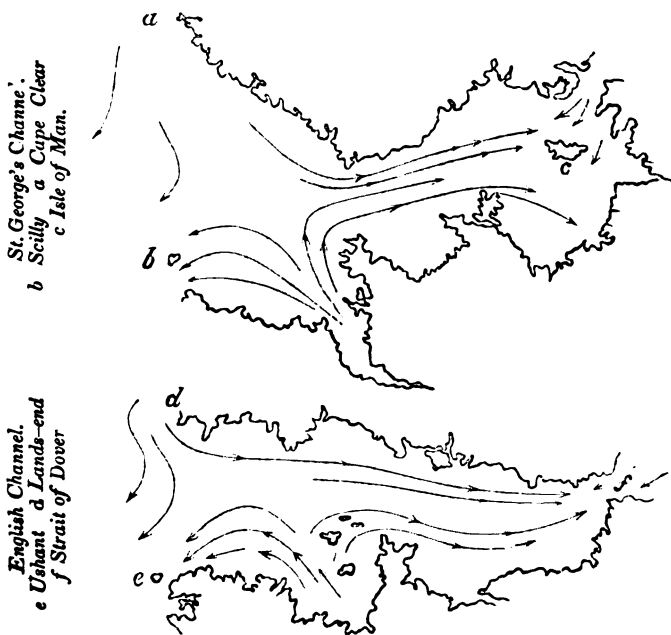 St. George's Channe'.
b Scilly a Cape Clear
c Isle of Man.
a
b
c
English Channel.
e Ushant d Lands-end
f Strait of Dover
d
e
f